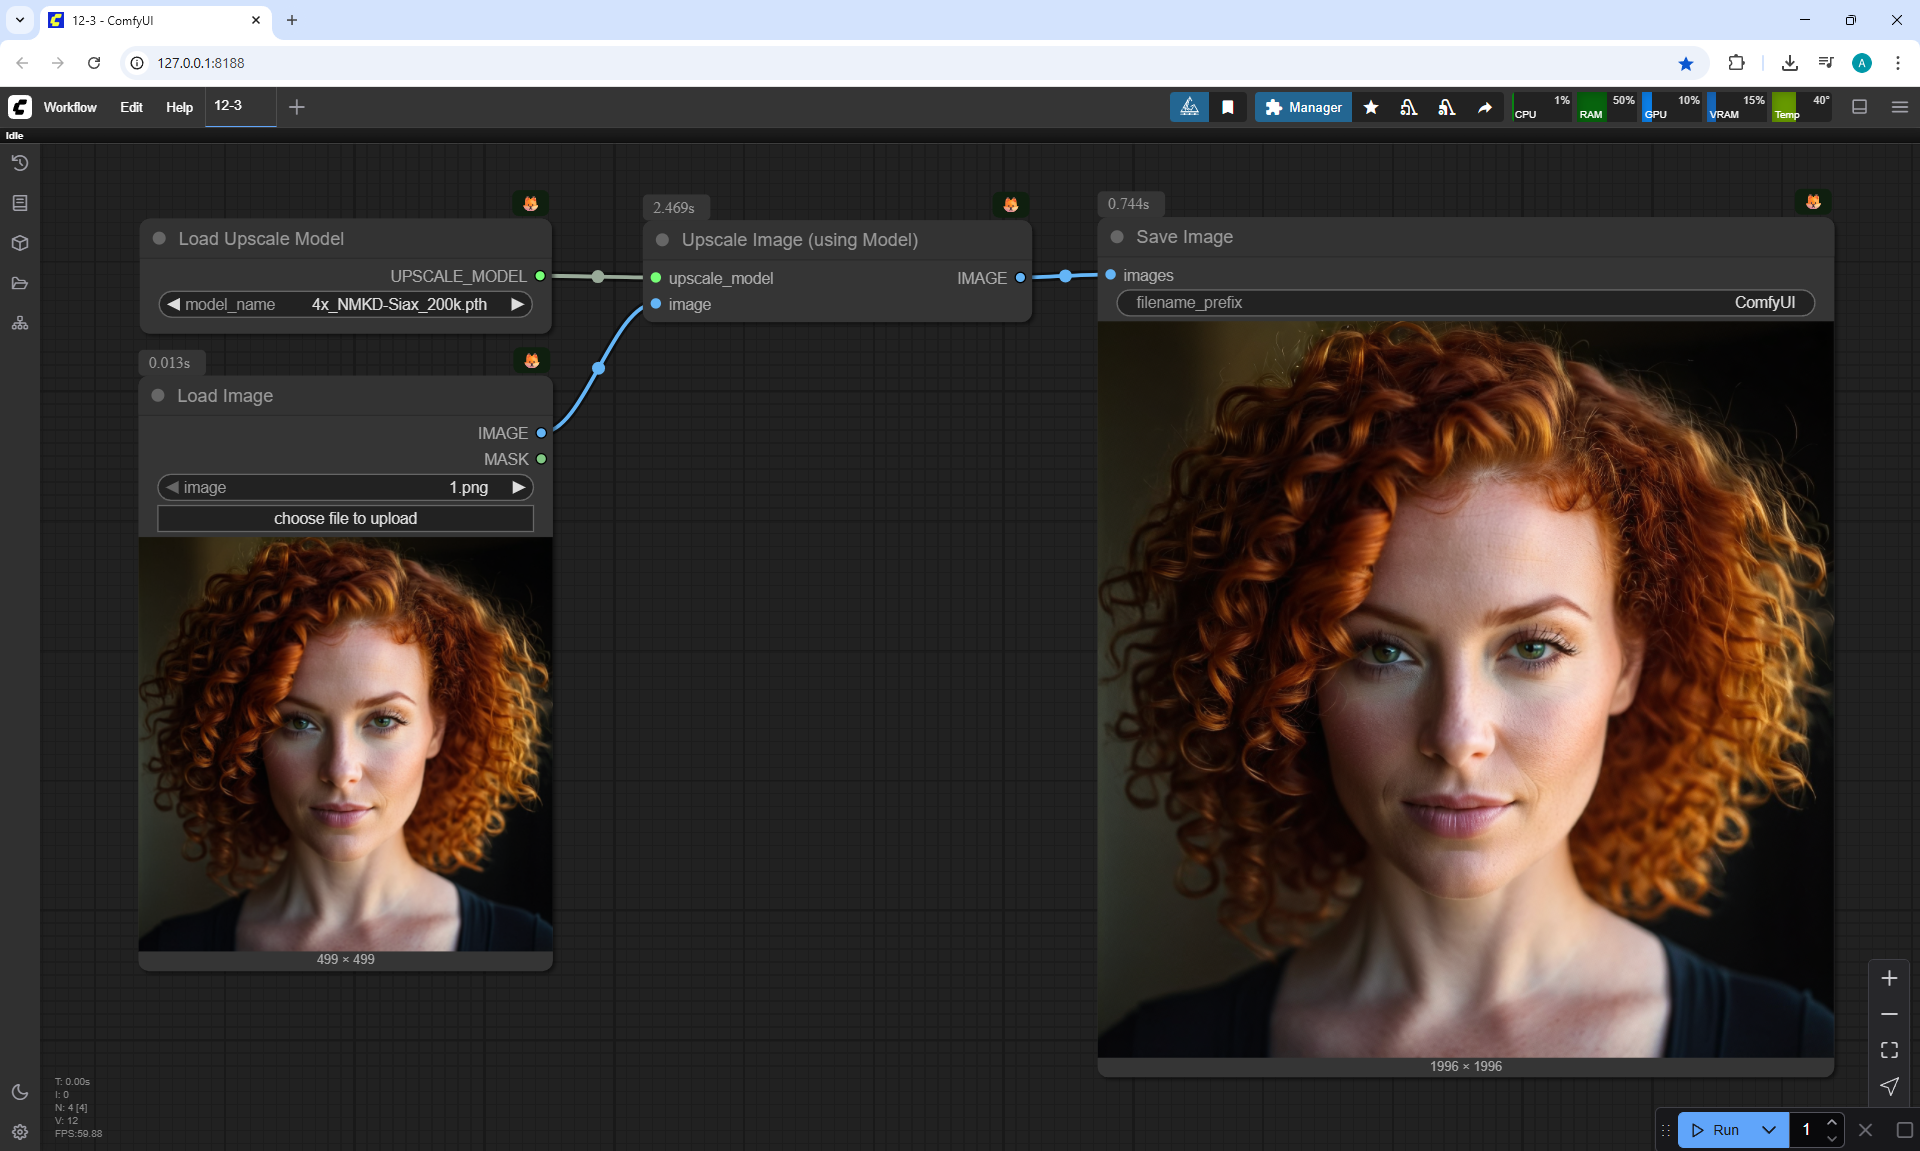 12-3 - ComfyUI
127.0.0.1:8188
A
Workflow Edit Help 12-3
Manager
CPU 1% RAM 50% GPU 10% VRAM 15% Temp 40°
Idle
Load Upscale Model
UPSCALE_MODEL
model_name 4x_NMKD-Siax_200k.pth
0.013s
Load Image
IMAGE
MASK
image 1.png
choose file to upload
499 × 499
2.469s
Upscale Image (using Model)
upscale_model IMAGE
image
0.744s
Save Image
images
filename_prefix ComfyUI
1996 × 1996
T: 0.00s
I: 0
N: 4 [4]
V: 12
FPS:59.88
Run 1